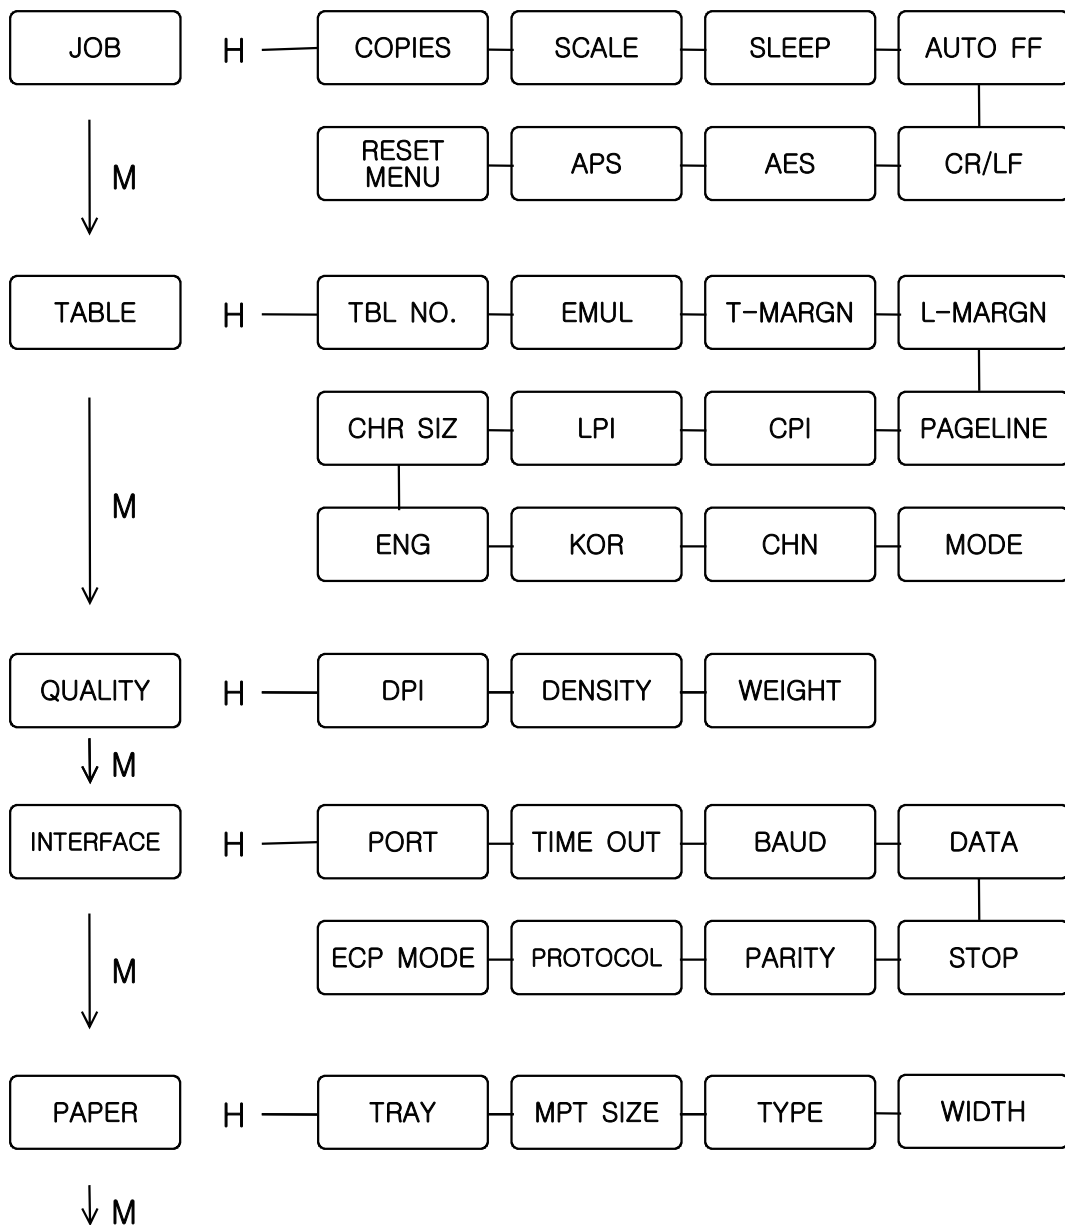 JOB H COPIES SCALE SLEEP AUTO FF
M RESET MENU APS AES CR/LF
TABLE H TBL NO. EMUL T-MARGN L-MARGN
CHR SIZ LPI CPI PAGELINE
M ENG KOR CHN MODE
QUALITY H DPI DENSITY WEIGHT
M
INTERFACE H PORT TIME OUT BAUD DATA
M ECP MODE PROTOCOL PARITY STOP
PAPER H TRAY MPT SIZE TYPE WIDTH
M